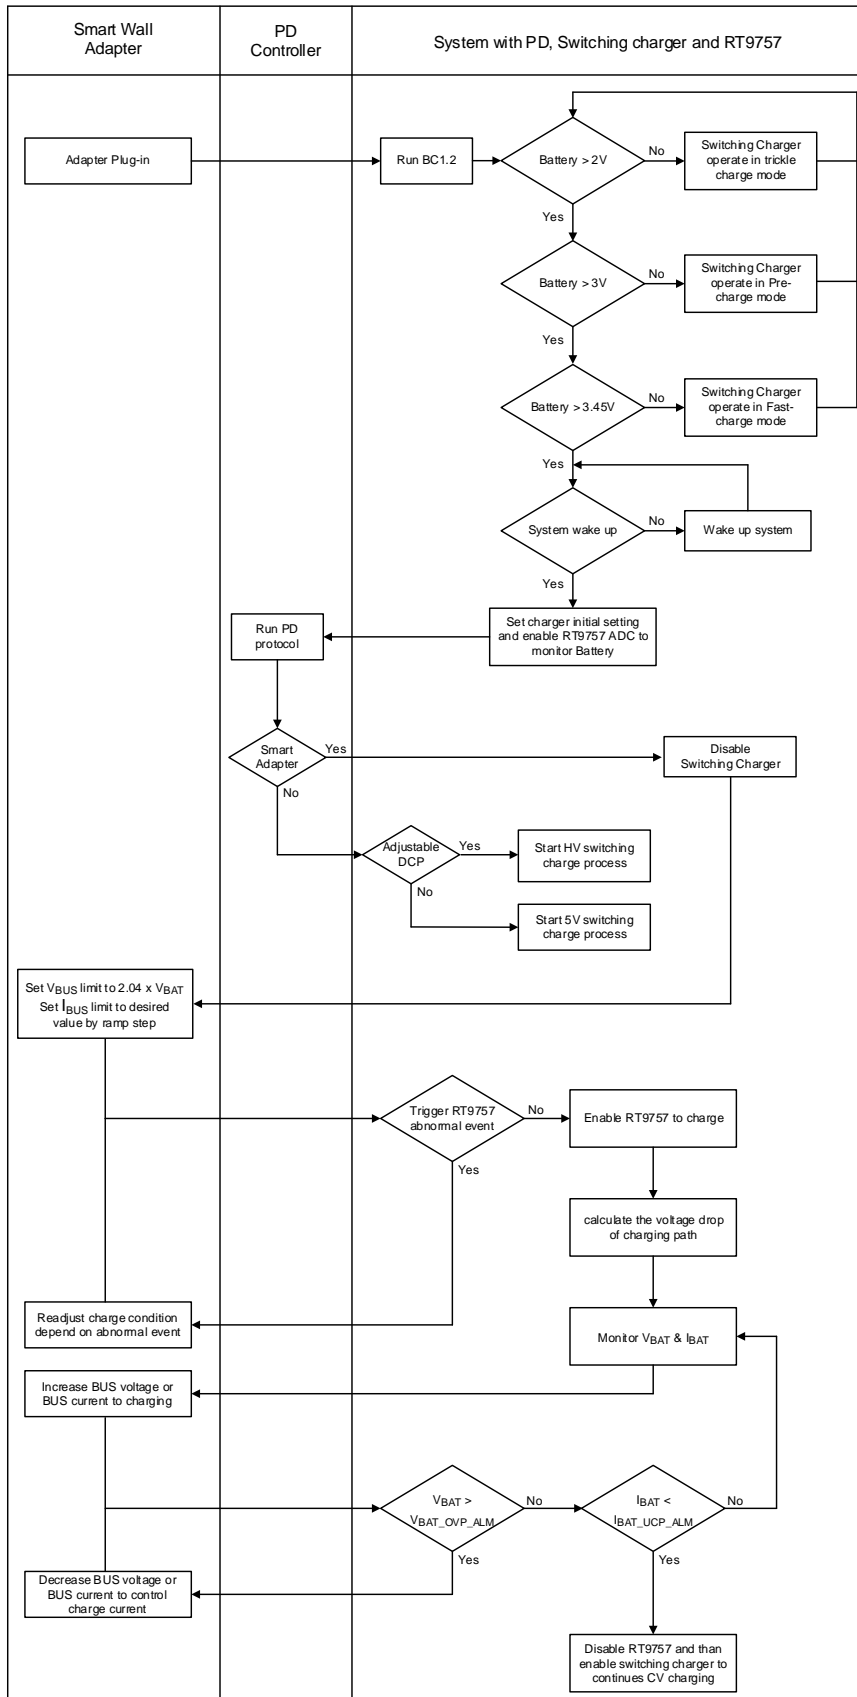 Smart Wall
Adapter
PD
Controller
System with PD, Switching charger and RT9757
Adapter Plug-in
Run BC1.2
Battery > 2V
No
Switching Charger
operate in trickle
charge mode
Yes
Battery > 3V
No
Switching Charger
operate in Pre-
charge mode
Yes
Battery > 3.45V
No
Switching Charger
operate in Fast-
charge mode
Yes
System wake up
No
Wake up system
Yes
Set charger initial setting
and enable RT9757 ADC to
monitor Battery
Run PD
protocol
Smart
Adapter
Yes
Disable
Switching Charger
No
Adjustable
DCP
Yes
Start HV switching
charge process
No
Start 5V switching
charge process
Set VBUS limit to 2.04 x VBAT
Set IBUS limit to desired
value by ramp step
Trigger RT9757
abnormal event
No
Enable RT9757 to charge
Yes
calculate the voltage drop
of charging path
Readjust charge condition
depend on abnormal event
Monitor VBAT & IBAT
Increase BUS voltage or
BUS current to charging
VBAT >
VBAT_OVP_ALM
No
IBAT <
IBAT_UCP_ALM
No
Yes
Yes
Decrease BUS voltage or
BUS current to control
charge current
Disable RT9757 and than
enable switching charger to
continues CV charging